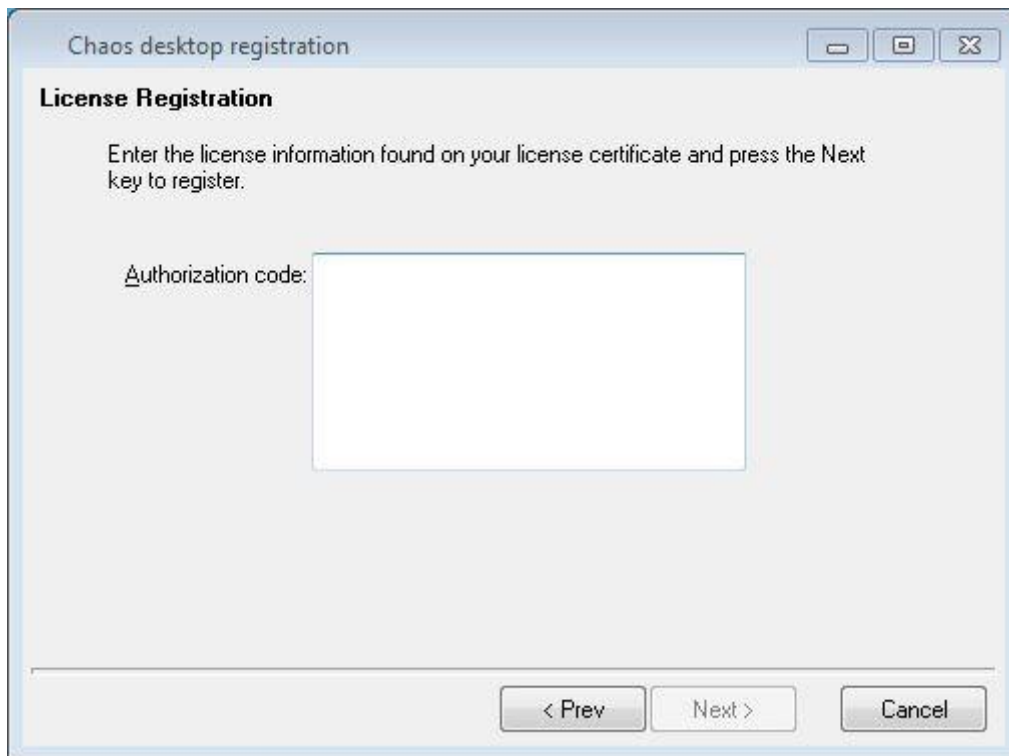 Chaos desktop registration
License Registration
Enter the license information found on your license certificate and press the Next
key to register.
Authorization code:
< Prev
Next >
Cancel